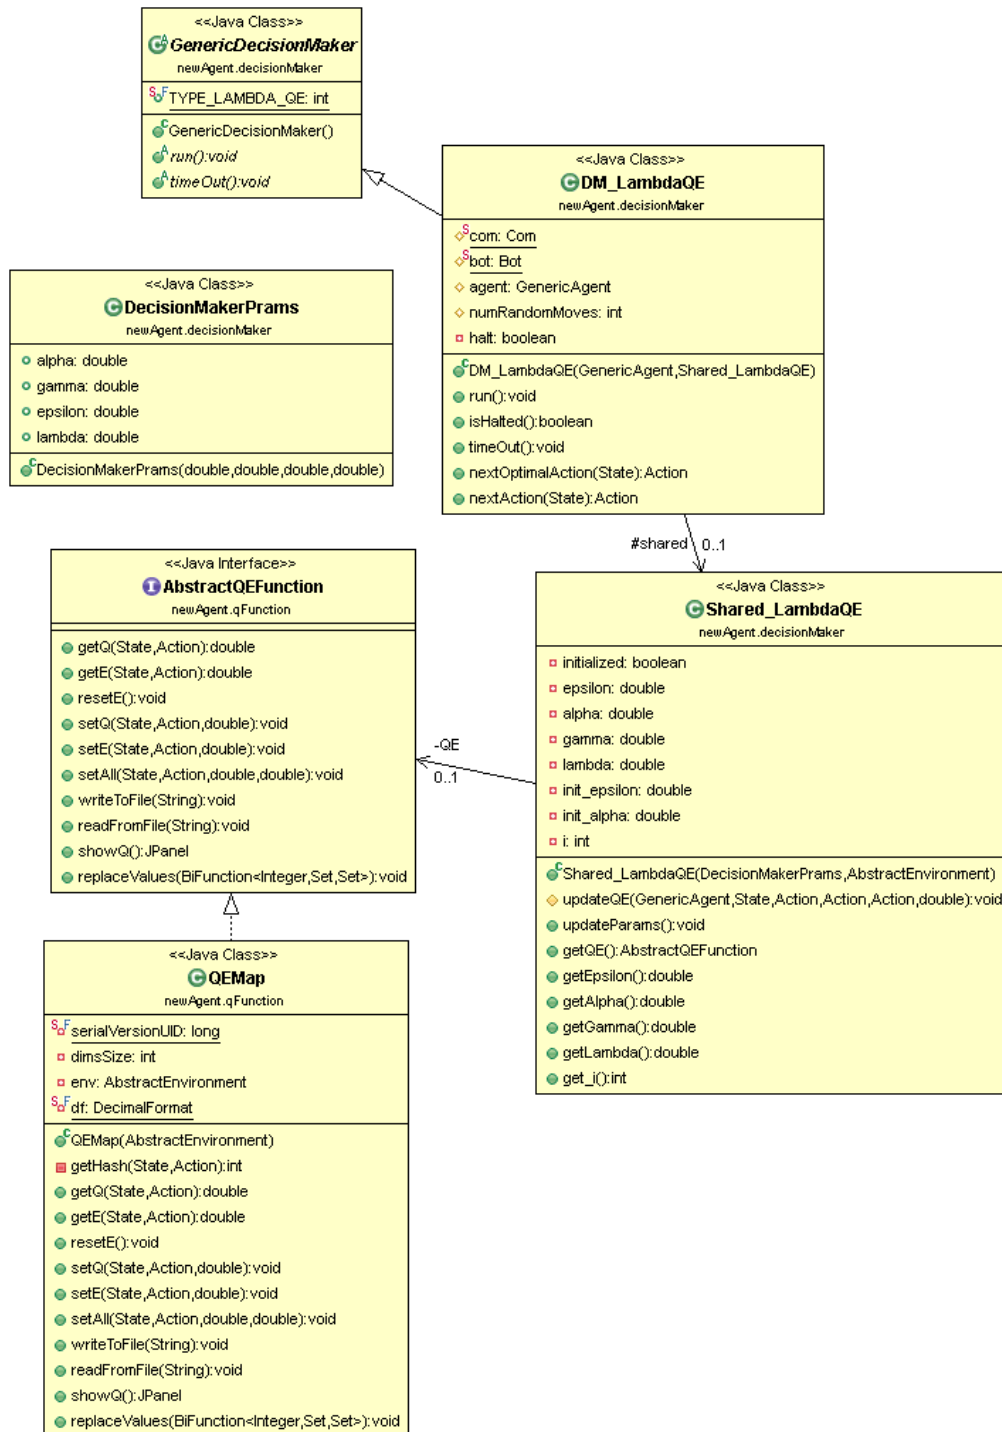 <<Java Class>>
GenericDecisionMaker
newAgent.decisionMaker
TYPE_LAMBDA_QE: int
GenericDecisionMaker()
run():void
timeOut():void
<<Java Class>>
DM_LambdaQE
newAgent.decisionMaker
com: Com
bot: Bot
agent: GenericAgent
numRandomMoves: int
halt: boolean
DM_LambdaQE(GenericAgent,Shared_LambdaQE)
run():void
isHalted():boolean
timeOut():void
nextOptimalAction(State):Action
nextAction(State):Action
<<Java Class>>
DecisionMakerPrams
newAgent.decisionMaker
alpha: double
gamma: double
epsilon: double
lambda: double
DecisionMakerPrams(double,double,double,double)
#shared 0..1
<<Java Interface>>
AbstractQEFunction
newAgent.qFunction
getQ(State,Action):double
getE(State,Action):double
resetE():void
setQ(State,Action,double):void
setE(State,Action,double):void
setAll(State,Action,double,double):void
writeToFile(String):void
readFromFile(String):void
showQ():JPanel
replaceValues(BiFunction<Integer,Set,Set>):void
-QE
0..1
<<Java Class>>
Shared_LambdaQE
newAgent.decisionMaker
initialized: boolean
epsilon: double
alpha: double
gamma: double
lambda: double
init_epsilon: double
init_alpha: double
i: int
Shared_LambdaQE(DecisionMakerPrams,AbstractEnvironment)
updateQE(GenericAgent,State,Action,Action,Action,double):void
updateParams():void
getQE():AbstractQEFunction
getEpsilon():double
getAlpha():double
getGamma():double
getLambda():double
get_i():int
<<Java Class>>
QEMap
newAgent.qFunction
serialVersionUID: long
dimsSize: int
env: AbstractEnvironment
df: DecimalFormat
QEMap(AbstractEnvironment)
getHash(State,Action):int
getQ(State,Action):double
getE(State,Action):double
resetE():void
setQ(State,Action,double):void
setE(State,Action,double):void
setAll(State,Action,double,double):void
writeToFile(String):void
readFromFile(String):void
showQ():JPanel
replaceValues(BiFunction<Integer,Set,Set>):void